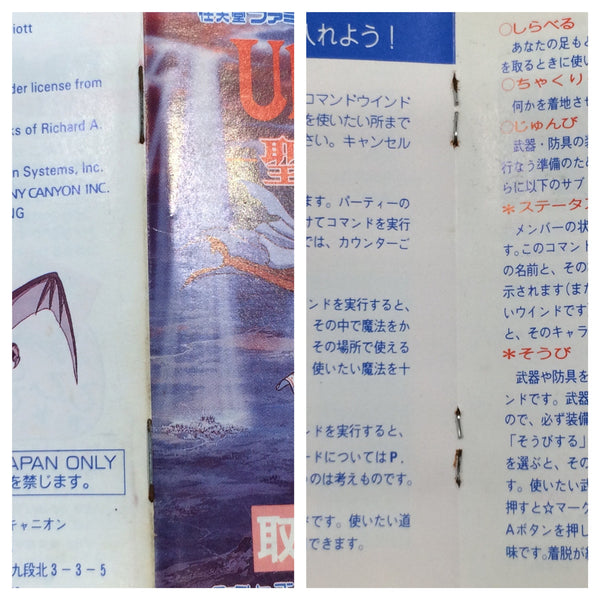 iott
der license from
ks of Richard A.
n Systems, Inc.
NY CANYON INC.
NG
JAPAN ONLY
を禁じます。
チャニオン
九段北3-3-5
任天堂ファミ
U
聖
取
入れよう!
コマンドウインド
を使いたい所まで
さい。キャンセル
ます。パーティーの
けてコマンドを実行
では、カウンターご
ンドを実行すると、
その中で魔法をか
その場所で使える
使いたい魔法を十
ンドを実行すると、
ードについてはP.
のは考えものです。
です。使いたい道
できます。
○しらべる
あなたの足もと
を取るときに使い
○ちゃくり
何かを着地させ
○じゅんび
武器・防具の装
行なう準備のため
らに以下のサブ
*ステータス
メンバーの状
す。このコマンド
の名前と、その
示されます(また
いウインドです
と、そのキャラ
*そうび
武器や防具を
ンドです。武器
ので、必ず装備
「そうびする」
を選ぶと、その
す。使いたい武
押すと☆マーク
Aボタンを押し
味です。着脱が